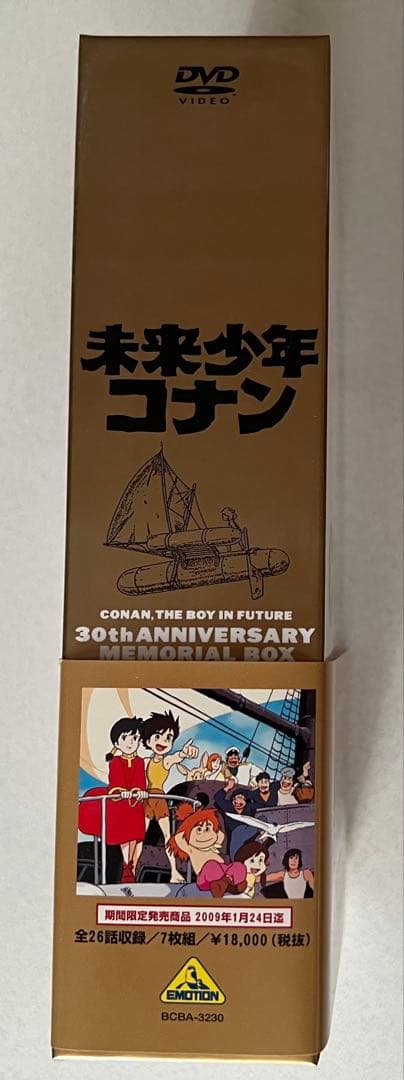 DVD
VIDEO
未来少年
コナン
CONAN, THE BOY IN FUTURE
30th ANNIVERSARY
MEMORIAL BOX
期間限定発売商品 2009年1月24日迄
全26話収録/7枚組/¥18,000(税抜)
EMOTION
BCBA-3230